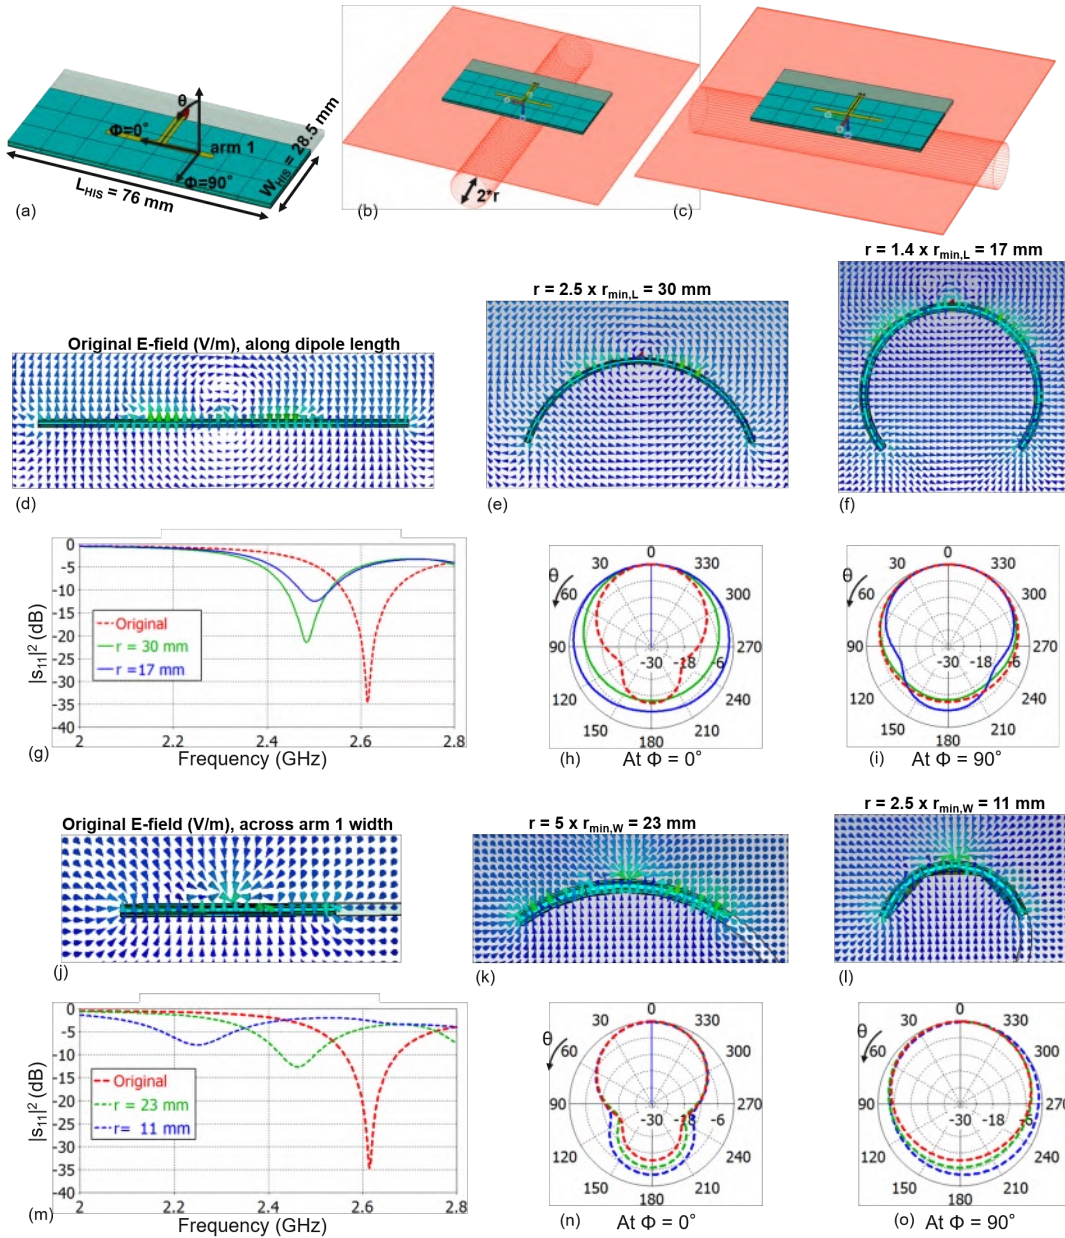 θ
Φ=0°
arm 1
Φ=90°
L_HIS = 76 mm
W_HIS = 28.5 mm
(a)
2*r
(b)
(c)
r = 1.4 x r_min,L = 17 mm
r = 2.5 x r_min,L = 30 mm
Original E-field (V/m), along dipole length
(d)
(e)
(f)
|s₁₁|² (dB)
0
-5
-10
-15
-20
-25
-30
-35
-40
Original
r = 30 mm
r =17 mm
2
2.2
2.4
2.6
2.8
Frequency (GHz)
(g)
θ
0
30
330
60
300
90
270
-30
-18
-6
120
240
150
210
180
(h)
At Φ = 0°
θ
0
30
330
60
300
90
270
-30
-18
-6
120
240
150
210
180
(i)
At Φ = 90°
Original E-field (V/m), across arm 1 width
r = 5 x r_min,W = 23 mm
r = 2.5 x r_min,W = 11 mm
(j)
(k)
(l)
|s₁₁|² (dB)
0
-5
-10
-15
-20
-25
-30
-35
-40
Original
r = 23 mm
r= 11 mm
2
2.2
2.4
2.6
2.8
Frequency (GHz)
(m)
θ
0
30
330
60
300
90
270
-30
-18
-6
120
240
150
210
180
(n)
At Φ = 0°
θ
0
30
330
60
300
90
270
-30
-18
-6
120
240
150
210
180
(o)
At Φ = 90°